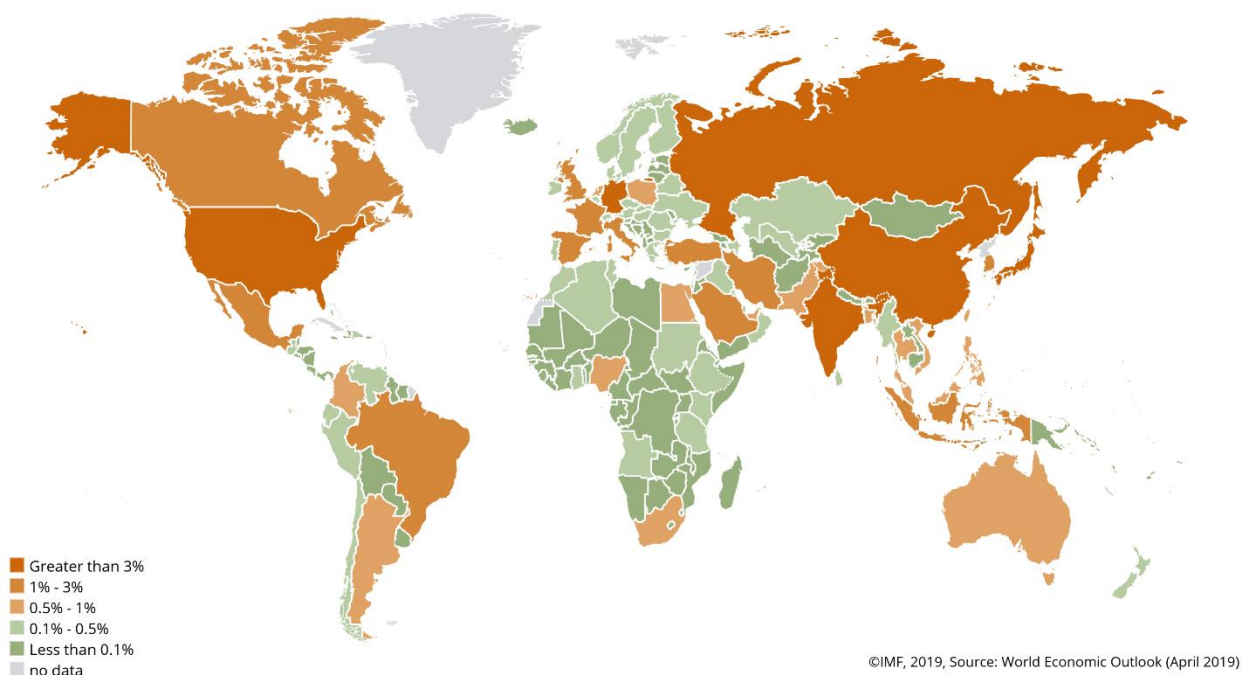 Greater than 3%
1% - 3%
0.5% - 1%
0.1% - 0.5%
Less than 0.1%
no data
©IMF, 2019, Source: World Economic Outlook (April 2019)